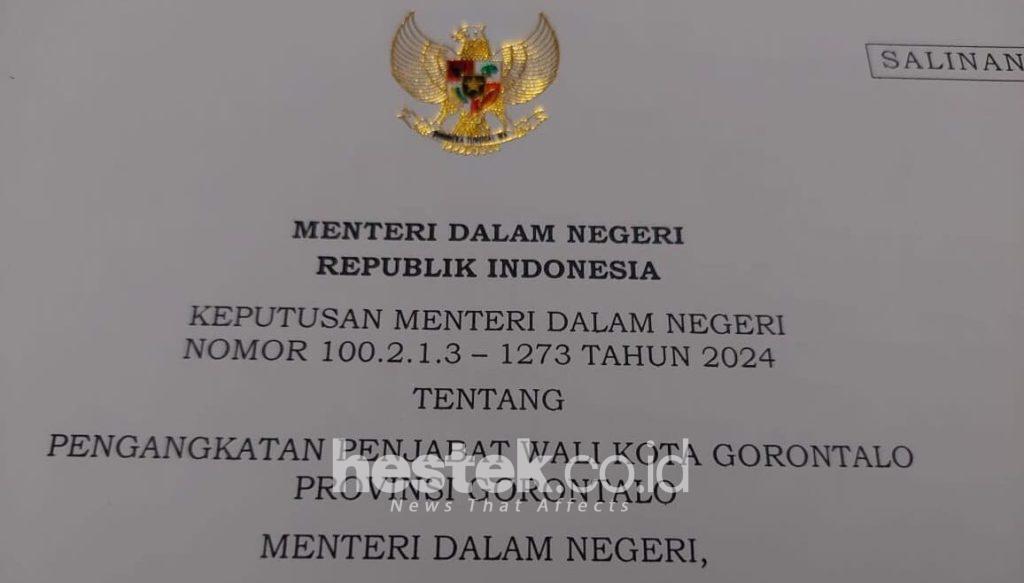 SALINAN
MENTERI DALAM NEGERI
REPUBLIK INDONESIA
KEPUTUSAN MENTERI DALAM NEGERI
NOMOR 100.2.1.3 – 1273 TAHUN 2024
TENTANG
PENGANGKATAN PENJABAT WALI KOTA GORONTALO
PROVINSI GORONTALO
hestek.co.id
News That Affects
MENTERI DALAM NEGERI,